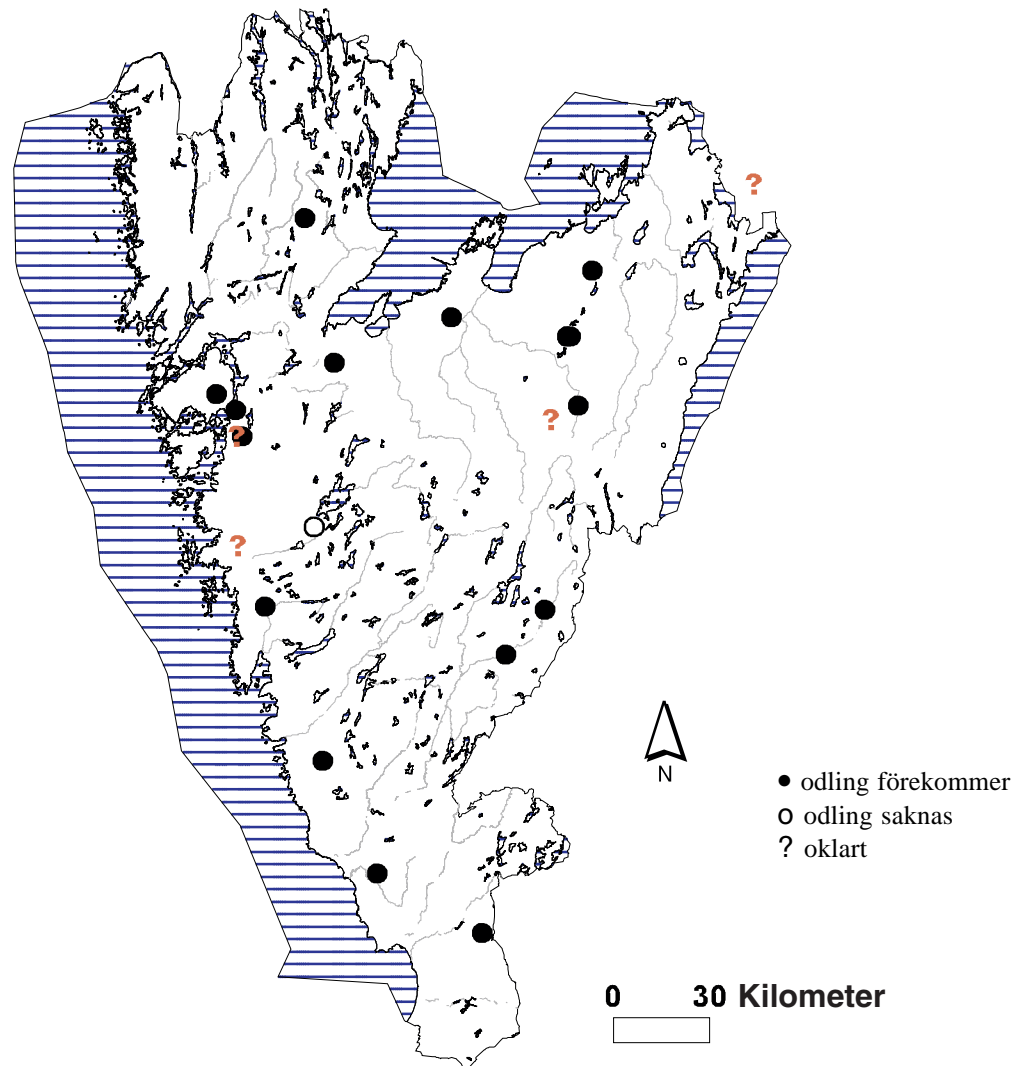 ?
?
?
?
N
● odling förekommer
o odling saknas
? oklart
0 30 Kilometer